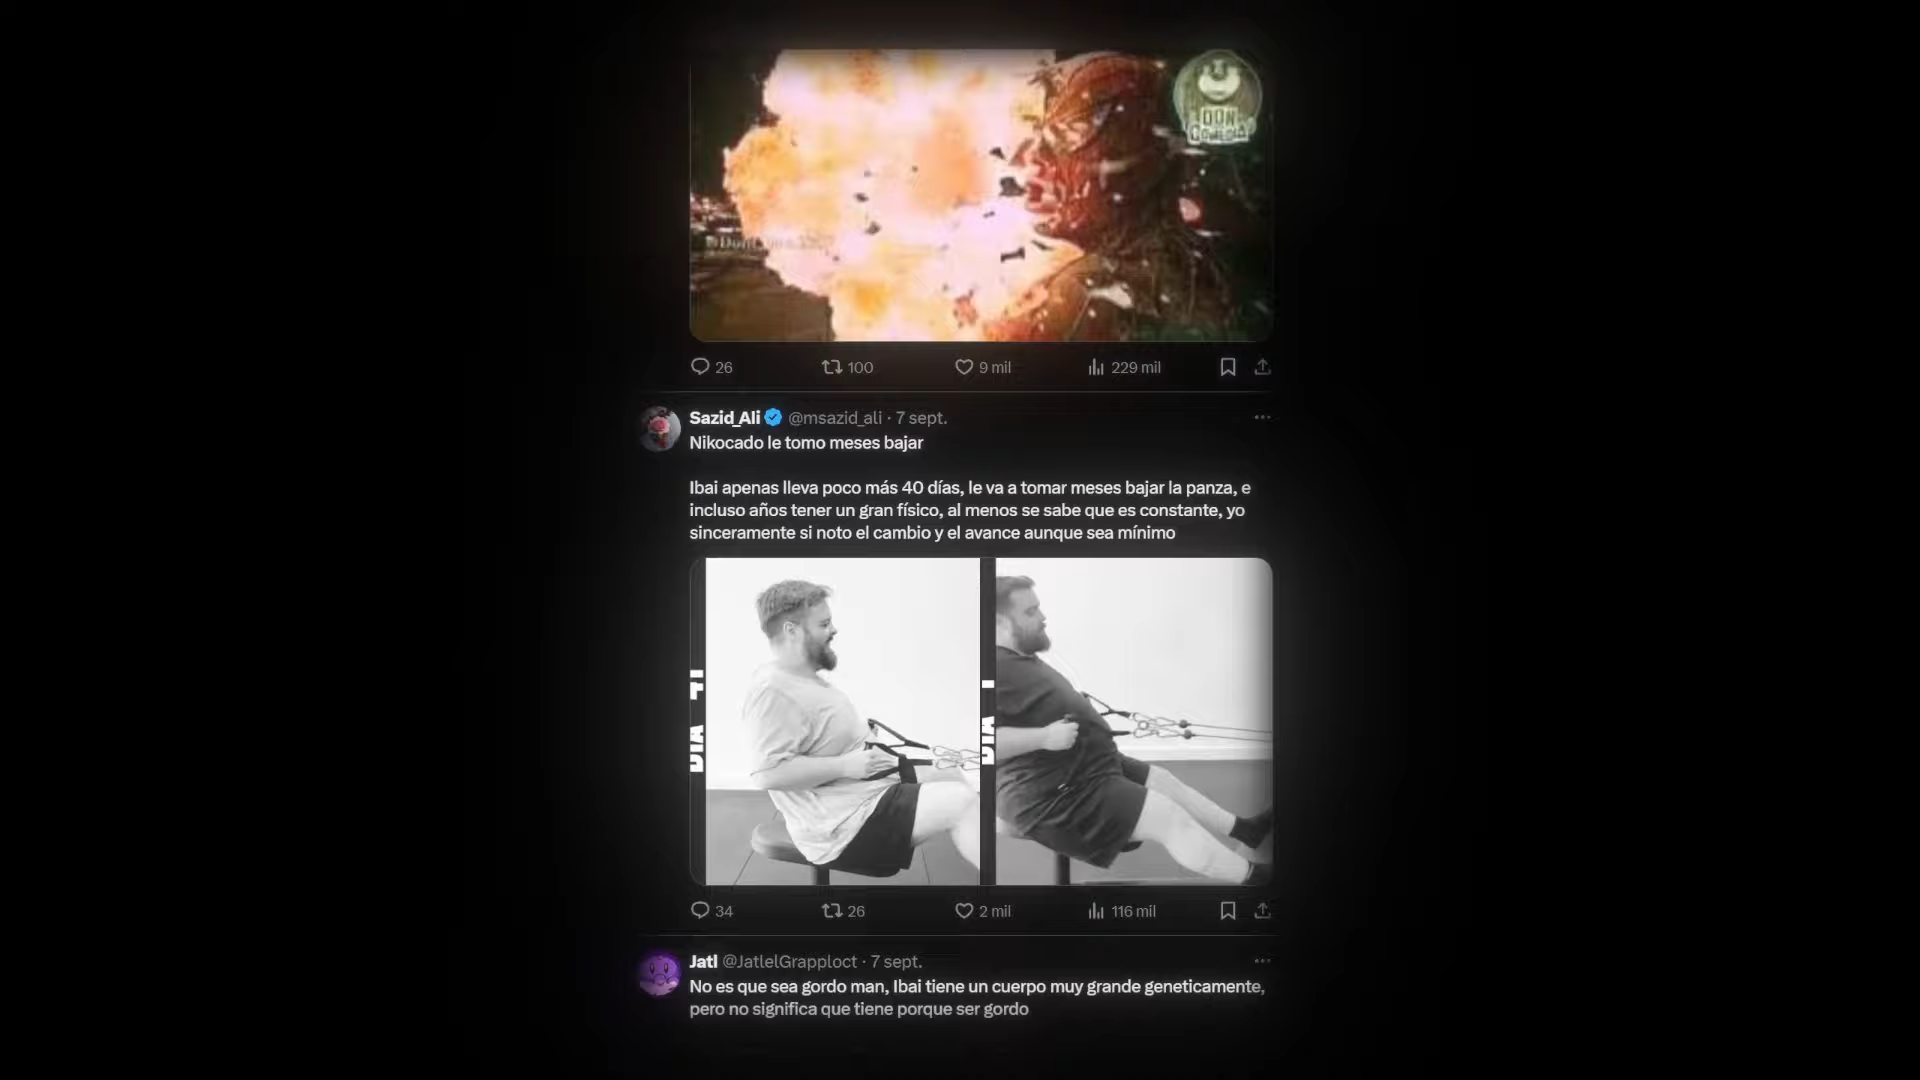 DON
COMEDIA
26
100
9 mil
229 mil
Sazid_Ali @msazid_ali · 7 sept.
Nikocado le tomo meses bajar
Ibai apenas lleva poco más 40 días, le va a tomar meses bajar la panza, e
incluso años tener un gran físico, al menos se sabe que es constante, yo
sinceramente si noto el cambio y el avance aunque sea mínimo
DIA 41
DIA 1
34
26
2 mil
116 mil
Jatl @JatlelGrapploct · 7 sept.
No es que sea gordo man, Ibai tiene un cuerpo muy grande geneticamente,
pero no significa que tiene porque ser gordo